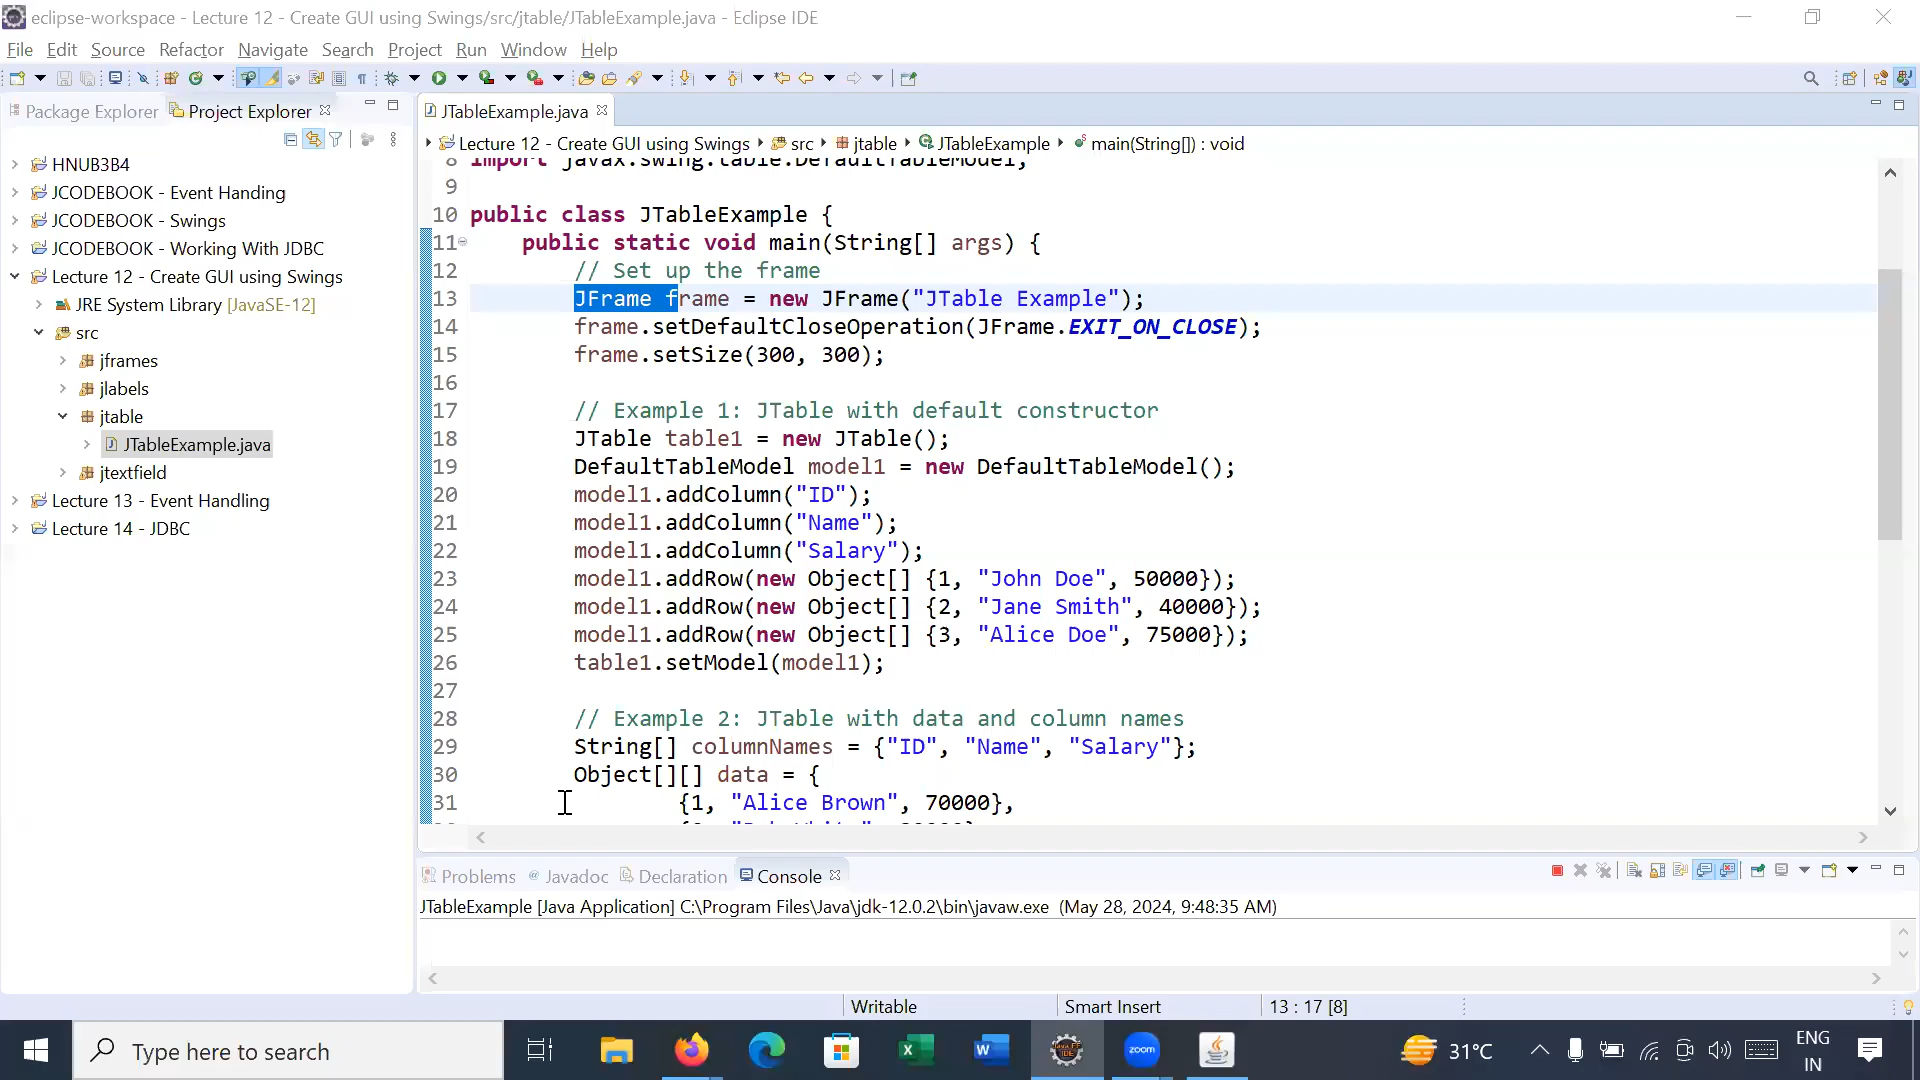 eclipse-workspace - Lecture 12 - Create GUI using Swings/src/jtable/JTableExample.java - Eclipse IDE
File Edit Source Refactor Navigate Search Project Run Window Help
Package Explorer Project Explorer
JTableExample.java
Lecture 12 - Create GUI using Swings src jtable JTableExample main(String[]) : void
HNUB3B4
JCODEBOOK - Event Handing
JCODEBOOK - Swings
JCODEBOOK - Working With JDBC
Lecture 12 - Create GUI using Swings
JRE System Library [JavaSE-12]
src
jframes
jlabels
jtable
JTableExample.java
jtextfield
Lecture 13 - Event Handling
Lecture 14 - JDBC
8 import javax.swing.table.DefaultTableModel;
9
10 public class JTableExample {
11 public static void main(String[] args) {
12 // Set up the frame
13 JFrame frame = new JFrame("JTable Example");
14 frame.setDefaultCloseOperation(JFrame.EXIT_ON_CLOSE);
15 frame.setSize(300, 300);
16
17 // Example 1: JTable with default constructor
18 JTable table1 = new JTable();
19 DefaultTableModel model1 = new DefaultTableModel();
20 model1.addColumn("ID");
21 model1.addColumn("Name");
22 model1.addColumn("Salary");
23 model1.addRow(new Object[] {1, "John Doe", 50000});
24 model1.addRow(new Object[] {2, "Jane Smith", 40000});
25 model1.addRow(new Object[] {3, "Alice Doe", 75000});
26 table1.setModel(model1);
27
28 // Example 2: JTable with data and column names
29 String[] columnNames = {"ID", "Name", "Salary"};
30 Object[][] data = {
31 {1, "Alice Brown", 70000},
Problems Javadoc Declaration Console
JTableExample [Java Application] C:\Program Files\Java\jdk-12.0.2\bin\javaw.exe (May 28, 2024, 9:48:35 AM)
Writable Smart Insert 13 : 17 [8]
Type here to search
zoom
31°C
ENG
IN